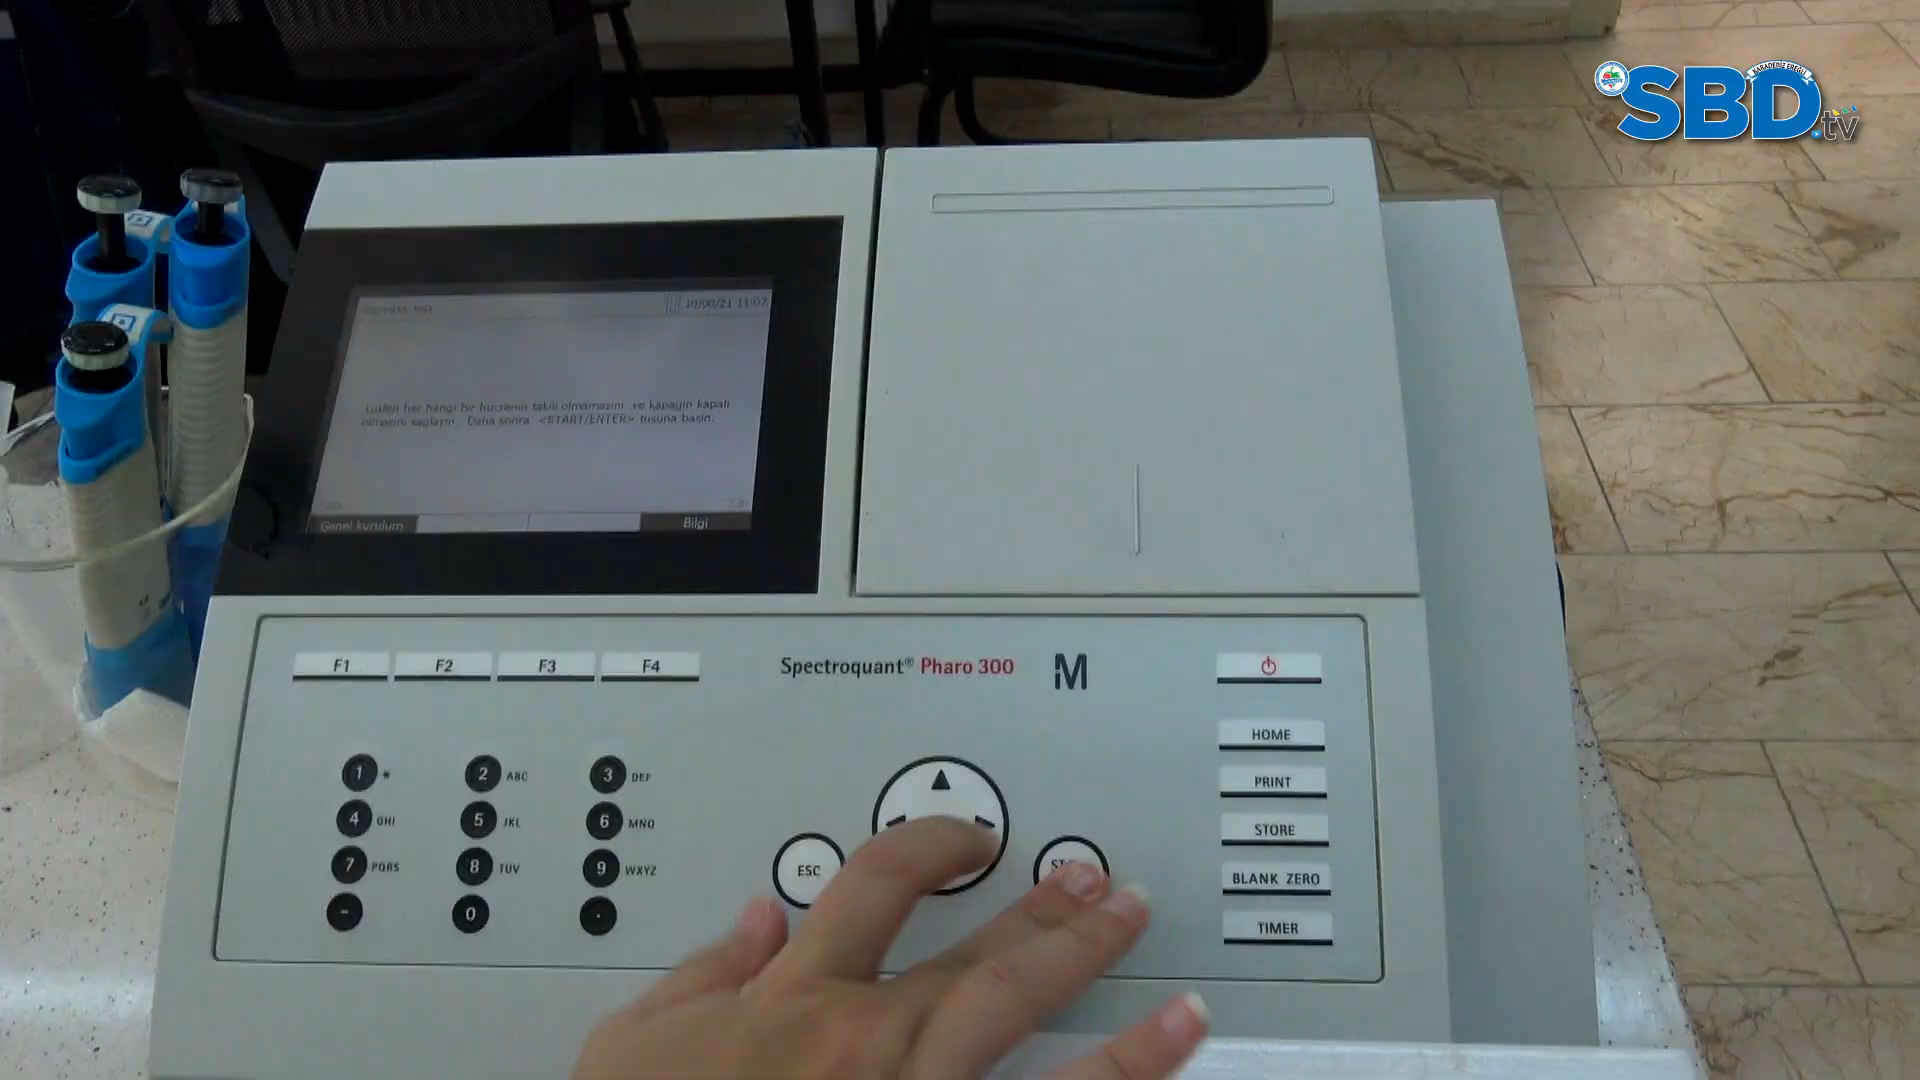 KARADENİZ EREĞLİ
SBD.tv
10/08/21 11:07
Lutfen her hangi bir hucrenin takili olmamasini ve kapagin kapali
olmasini saglayin. Daha sonra <START/ENTER> tusuna basin.
Genel kurulum
Bilgi
F1 F2 F3 F4
Spectroquant® Pharo 300 M
HOME
PRINT
STORE
BLANK ZERO
TIMER
1 * 2 ABC 3 DEF
4 GHI 5 JKL 6 MNO
7 PQRS 8 TUV 9 WXYZ
- 0 .
ESC